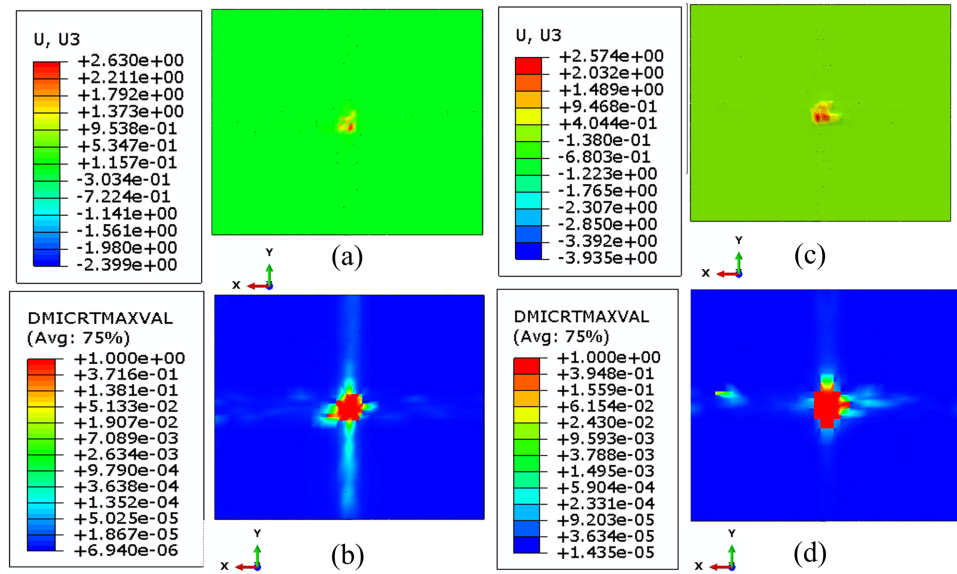 U, U3
+2.630e+00
+2.211e+00
+1.792e+00
+1.373e+00
+9.538e-01
+5.347e-01
+1.157e-01
-3.034e-01
-7.224e-01
-1.141e+00
-1.561e+00
-1.980e+00
-2.399e+00
Y
X
(a)
U, U3
+2.574e+00
+2.032e+00
+1.489e+00
+9.468e-01
+4.044e-01
-1.380e-01
-6.803e-01
-1.223e+00
-1.765e+00
-2.307e+00
-2.850e+00
-3.392e+00
-3.935e+00
Y
X
(c)
DMICRTMAXVAL
(Avg: 75%)
+1.000e+00
+3.716e-01
+1.381e-01
+5.133e-02
+1.907e-02
+7.089e-03
+2.634e-03
+9.790e-04
+3.638e-04
+1.352e-04
+5.025e-05
+1.867e-05
+6.940e-06
Y
X
(b)
DMICRTMAXVAL
(Avg: 75%)
+1.000e+00
+3.948e-01
+1.559e-01
+6.154e-02
+2.430e-02
+9.593e-03
+3.788e-03
+1.495e-03
+5.904e-04
+2.331e-04
+9.203e-05
+3.634e-05
+1.435e-05
Y
X
(d)